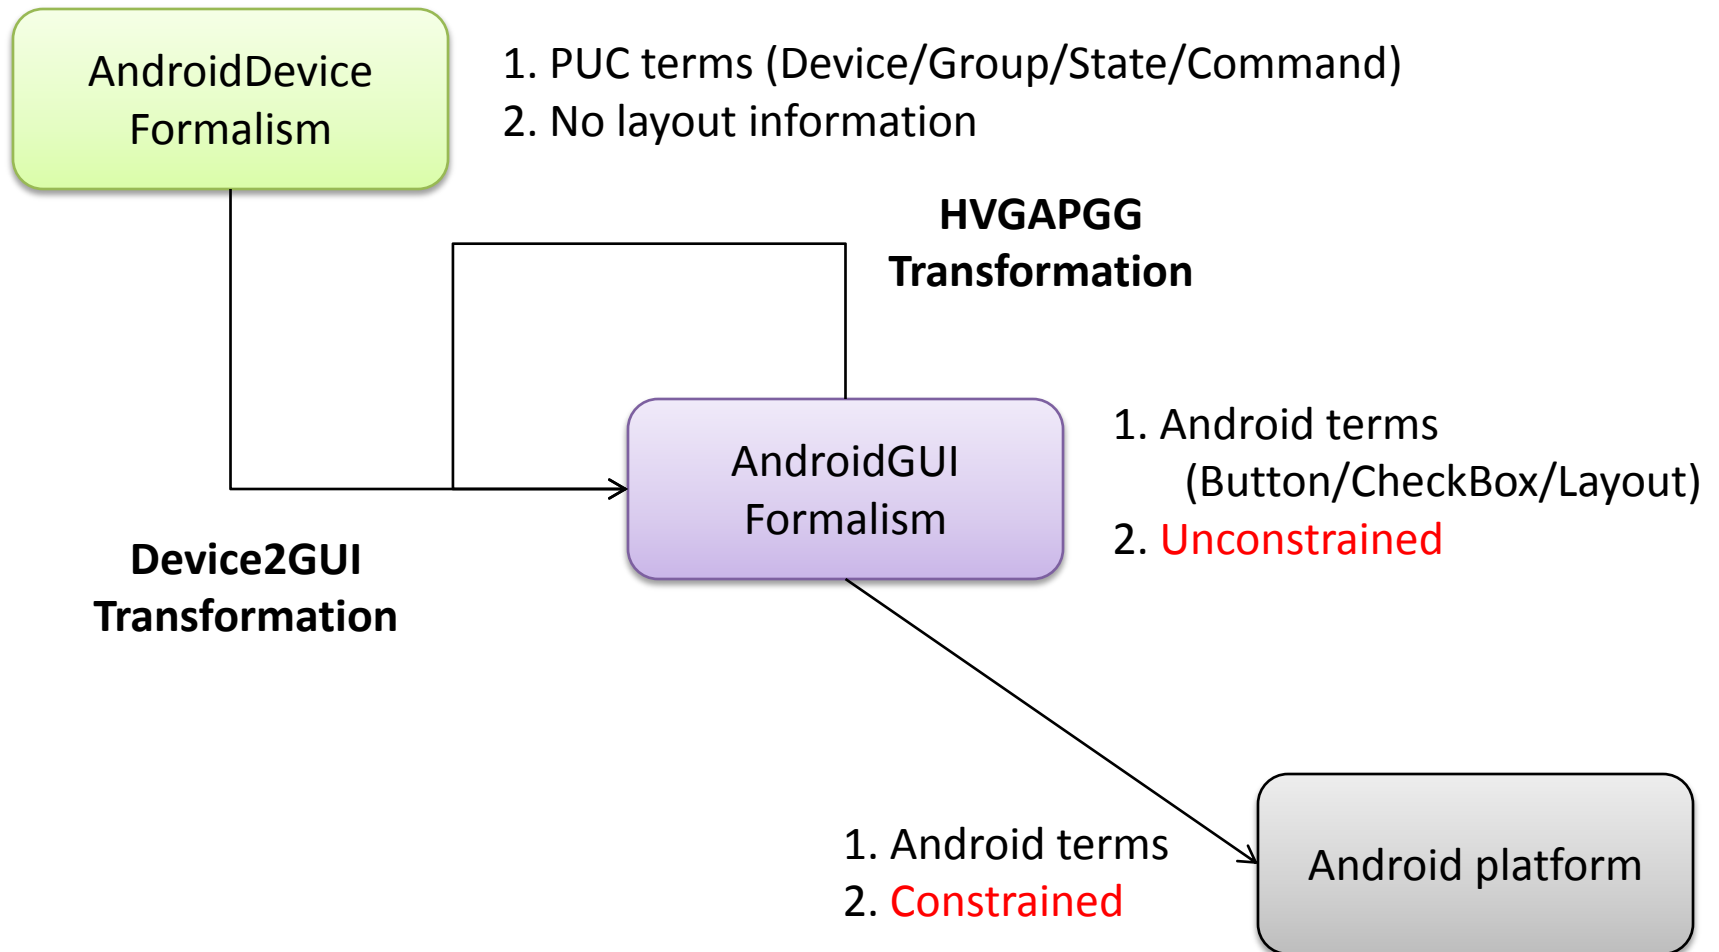 AndroidDevice
Formalism
1. PUC terms (Device/Group/State/Command)
2. No layout information
HVGAPGG
Transformation
AndroidGUI
Formalism
1. Android terms
(Button/CheckBox/Layout)
2. Unconstrained
Device2GUI
Transformation
1. Android terms
2. Constrained
Android platform